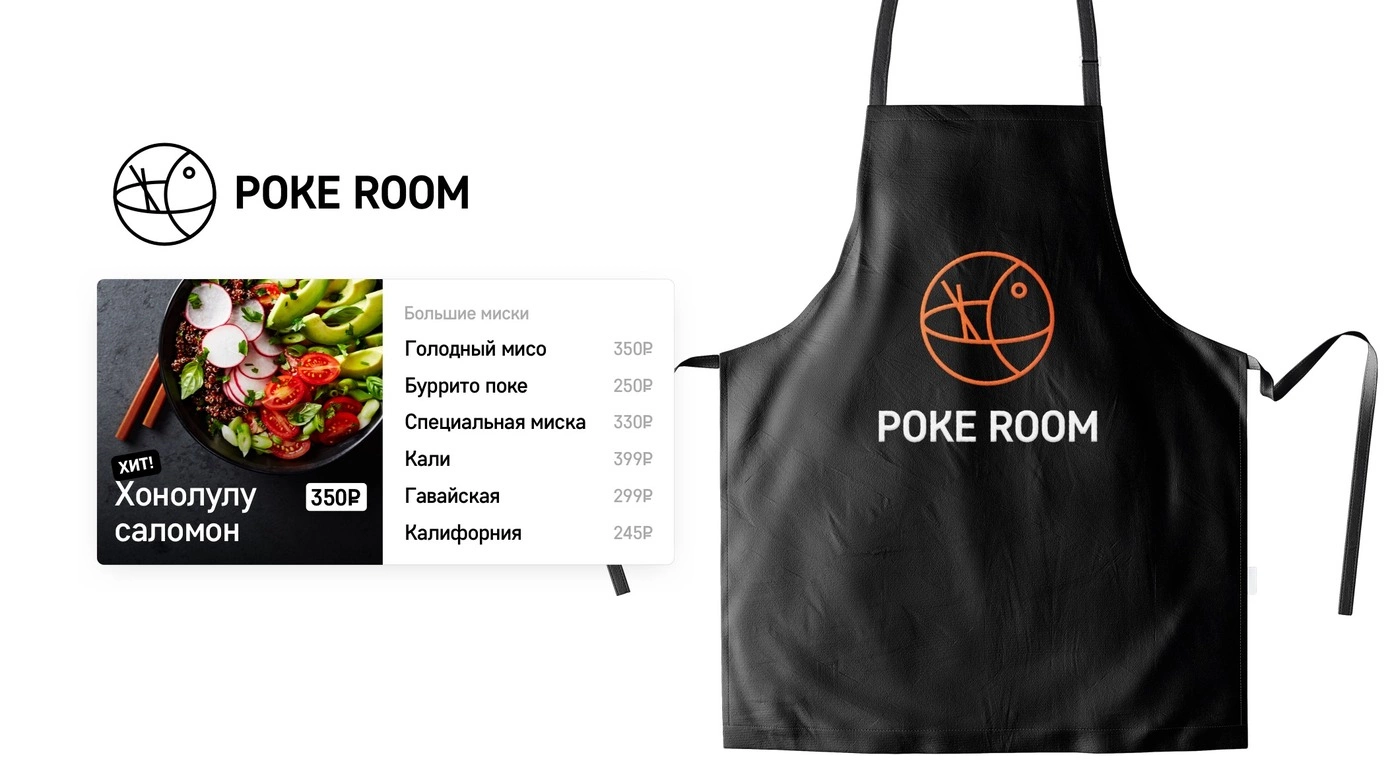 POKE ROOM
Большие миски
Голодный мисо 350₽
Буррито поке 250₽
Специальная миска 330₽
Кали 399₽
Гавайская 299₽
Калифорния 245₽
ХИТ!
Хонолулу 350₽
саломон
POKE ROOM